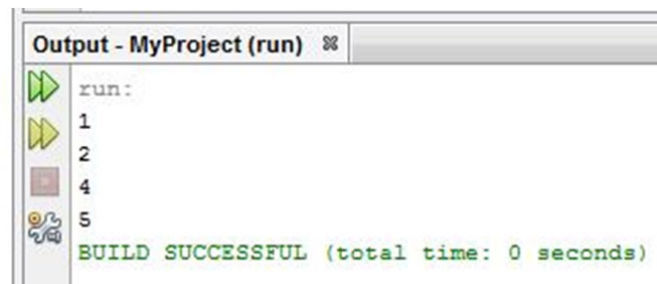 Output - MyProject (run)
run:
1
2
4
5
BUILD SUCCESSFUL (total time: 0 seconds)